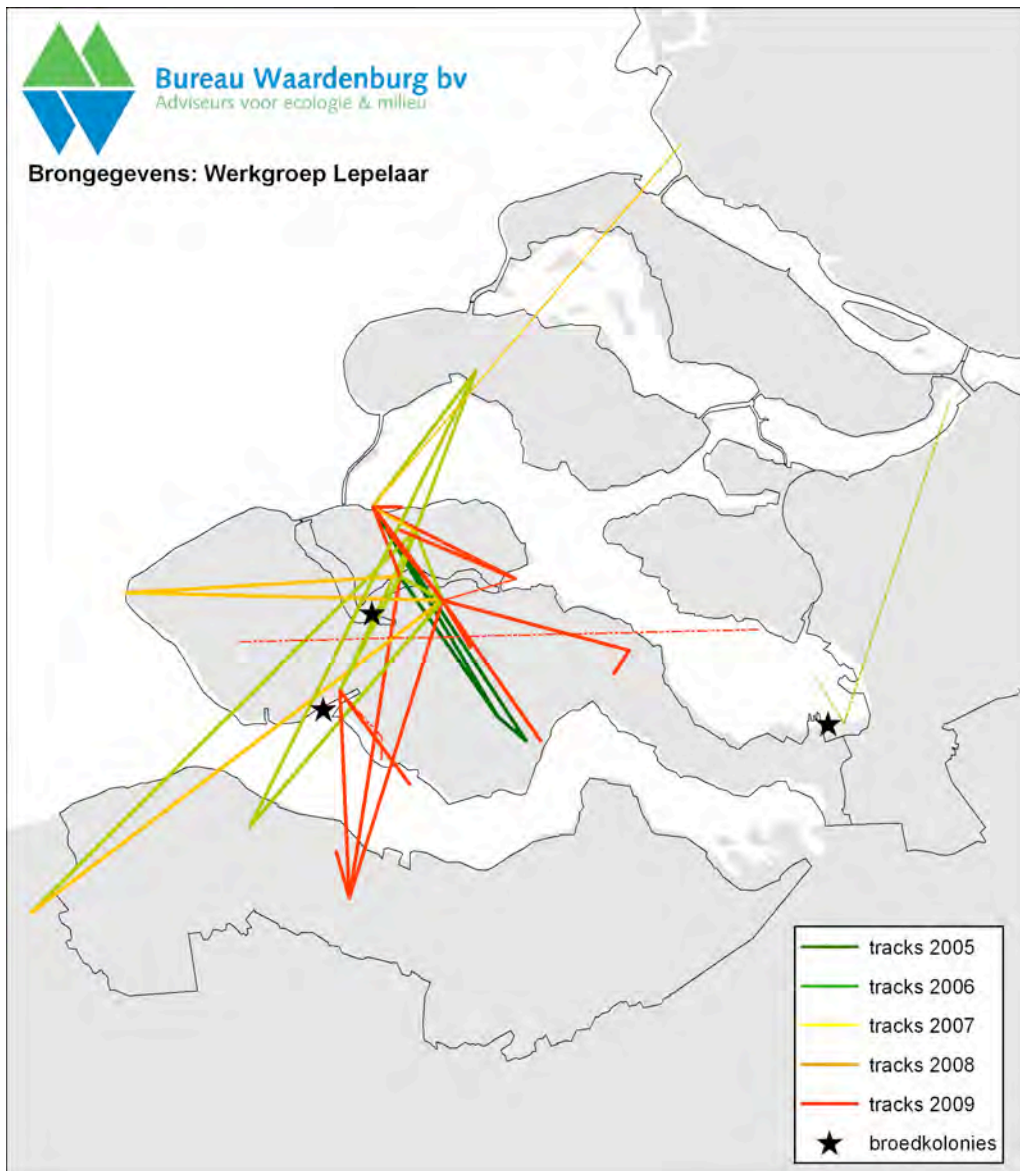 Bureau Waardenburg bv
Adviseurs voor ecologie & milieu
Brongegevens: Werkgroep Lepelaar
tracks 2005
tracks 2006
tracks 2007
tracks 2008
tracks 2009
broedkolonies